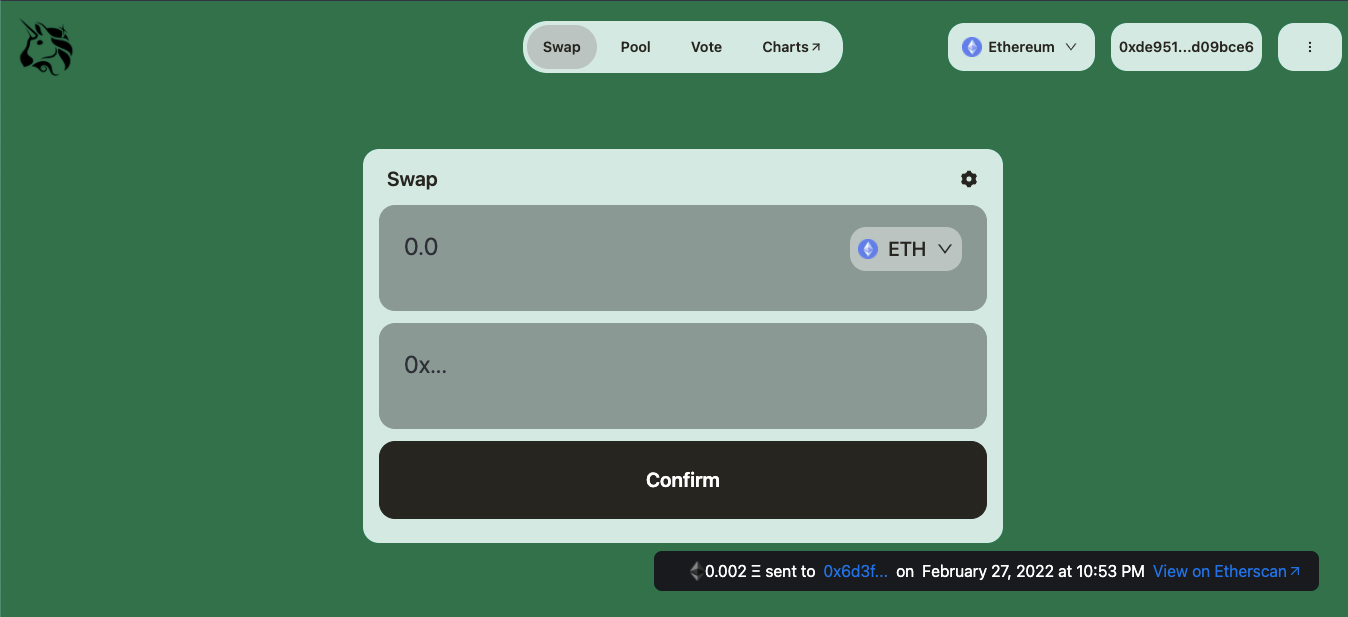 Swap Pool Vote Charts↗ Ethereum 0xde951...d09bce6
Swap
0.0 ETH
0x...
Confirm
0.002 Ξ sent to 0x6d3f... on February 27, 2022 at 10:53 PM View on Etherscan↗